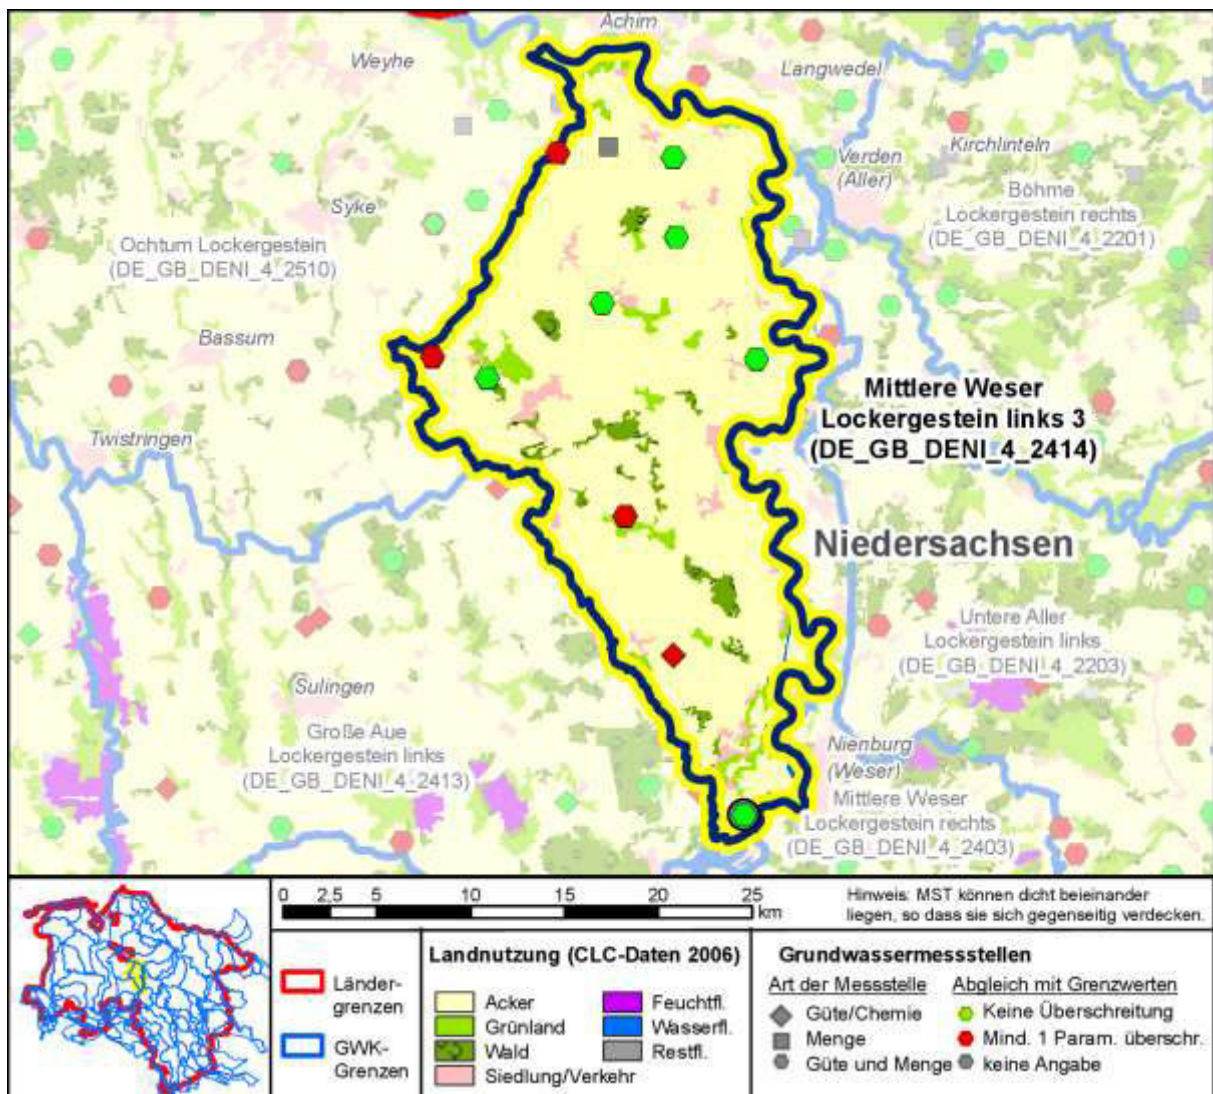 Achim
Weyhe
Langwedel
Kirchlinteln
Verden
(Aller)
Böhme
Lockergestein rechts
(DE_GB_DENI_4_2201)
Syke
Ochtum Lockergestein
(DE_GB_DENI_4_2510)
Bassum
Mittlere Weser
Lockergestein links 3
(DE_GB_DENI_4_2414)
Twistringen
Niedersachsen
Untere Aller
Lockergestein links
(DE_GB_DENI_4_2203)
Sulingen
Große Aue
Lockergestein links
(DE_GB_DENI_4_2413)
Nienburg
(Weser)
Mittlere Weser
Lockergestein rechts
(DE_GB_DENI_4_2403)
0 2,5 5 10 15 20 25
km
Hinweis: MST können dicht beieinander
liegen, so dass sie sich gegenseitig verdecken.
Länder-
grenzen
GWK-
Grenzen
Landnutzung (CLC-Daten 2006)
Acker
Grünland
Wald
Siedlung/Verkehr
Feuchtfl.
Wasserfl.
Restfl.
Grundwassermessstellen
Art der Messstelle
Güte/Chemie
Menge
Güte und Menge
Abgleich mit Grenzwerten
Keine Überschreitung
Mind. 1 Param. überschr.
keine Angabe